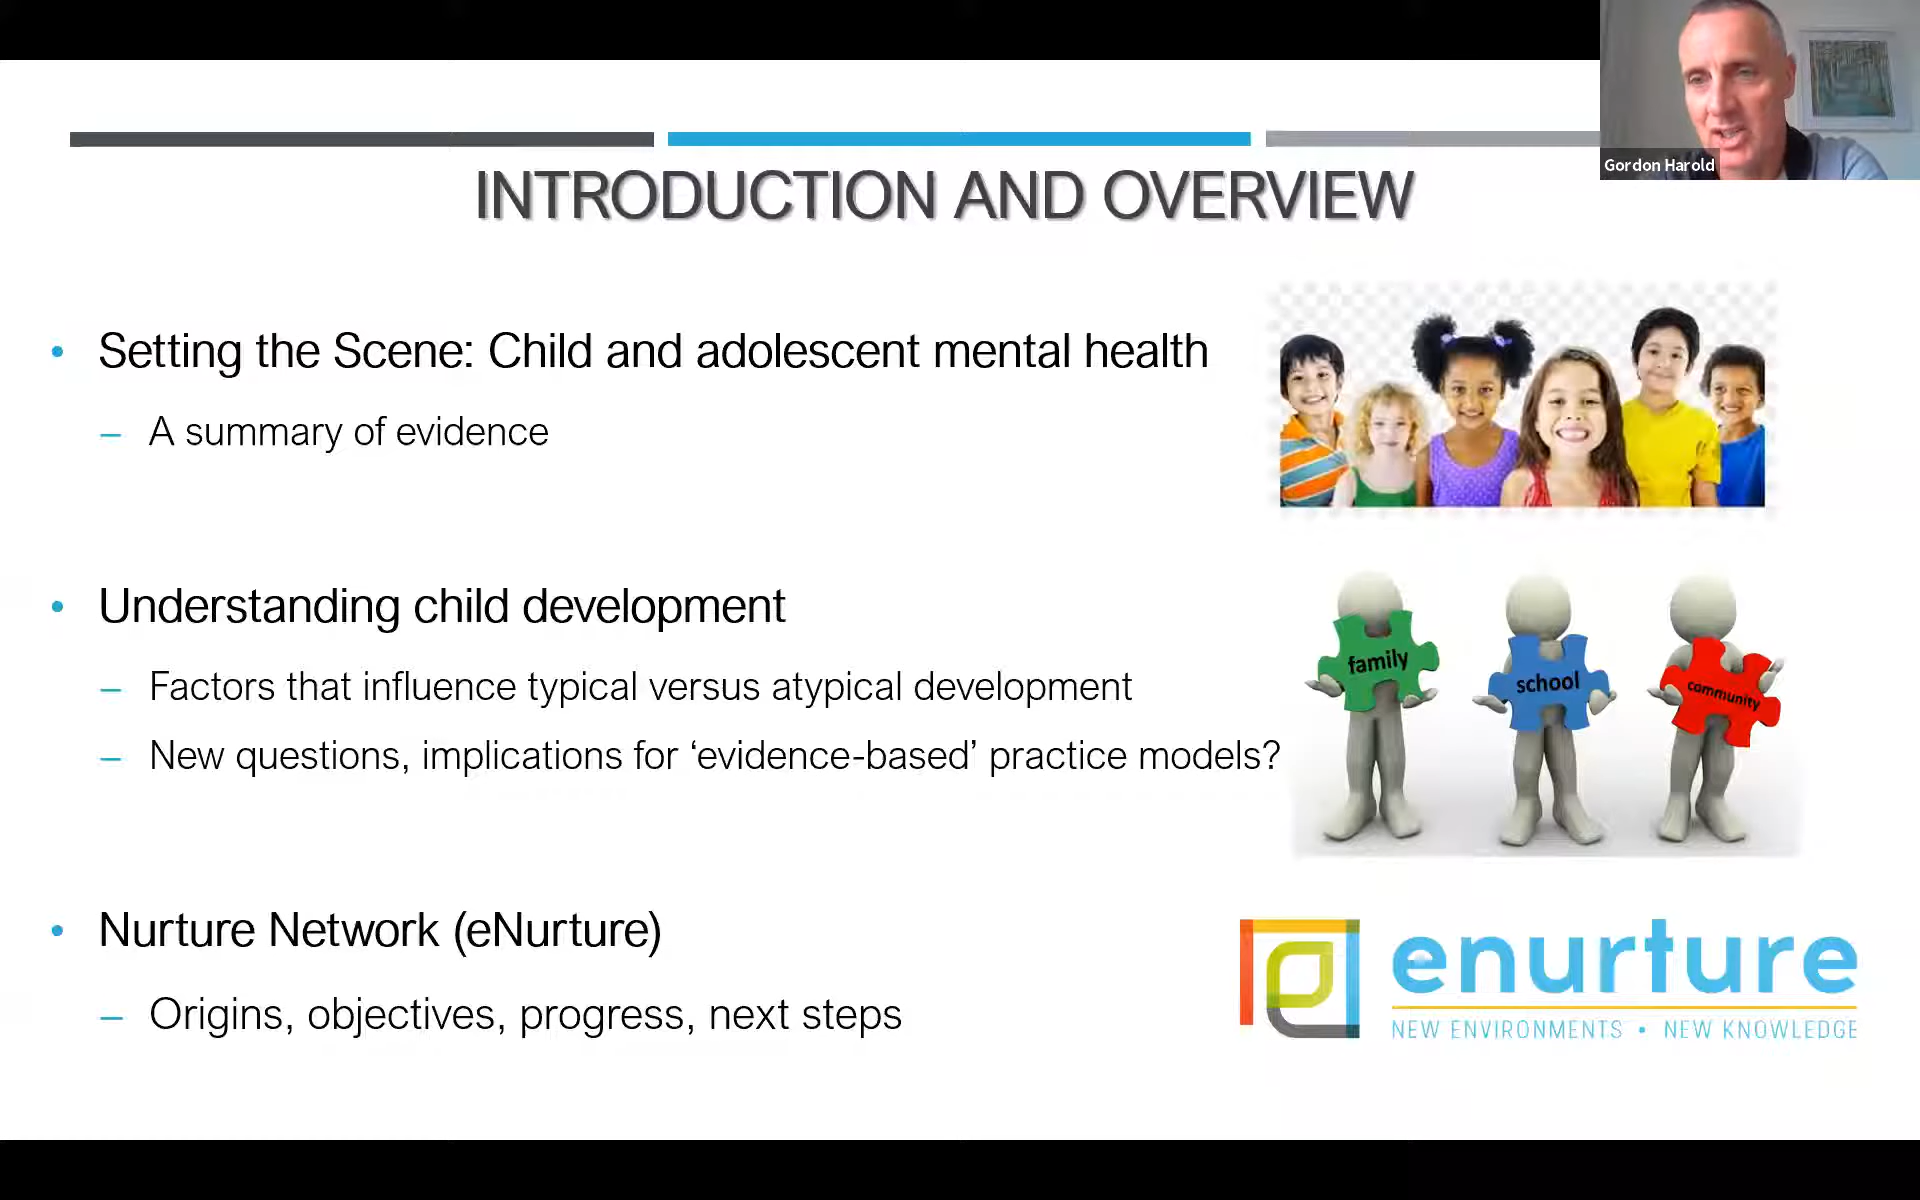 Gordon Harold
INTRODUCTION AND OVERVIEW
• Setting the Scene: Child and adolescent mental health
– A summary of evidence
• Understanding child development
– Factors that influence typical versus atypical development
– New questions, implications for ‘evidence-based’ practice models?
family
school
community
• Nurture Network (eNurture)
– Origins, objectives, progress, next steps
enurture
NEW ENVIRONMENTS • NEW KNOWLEDGE